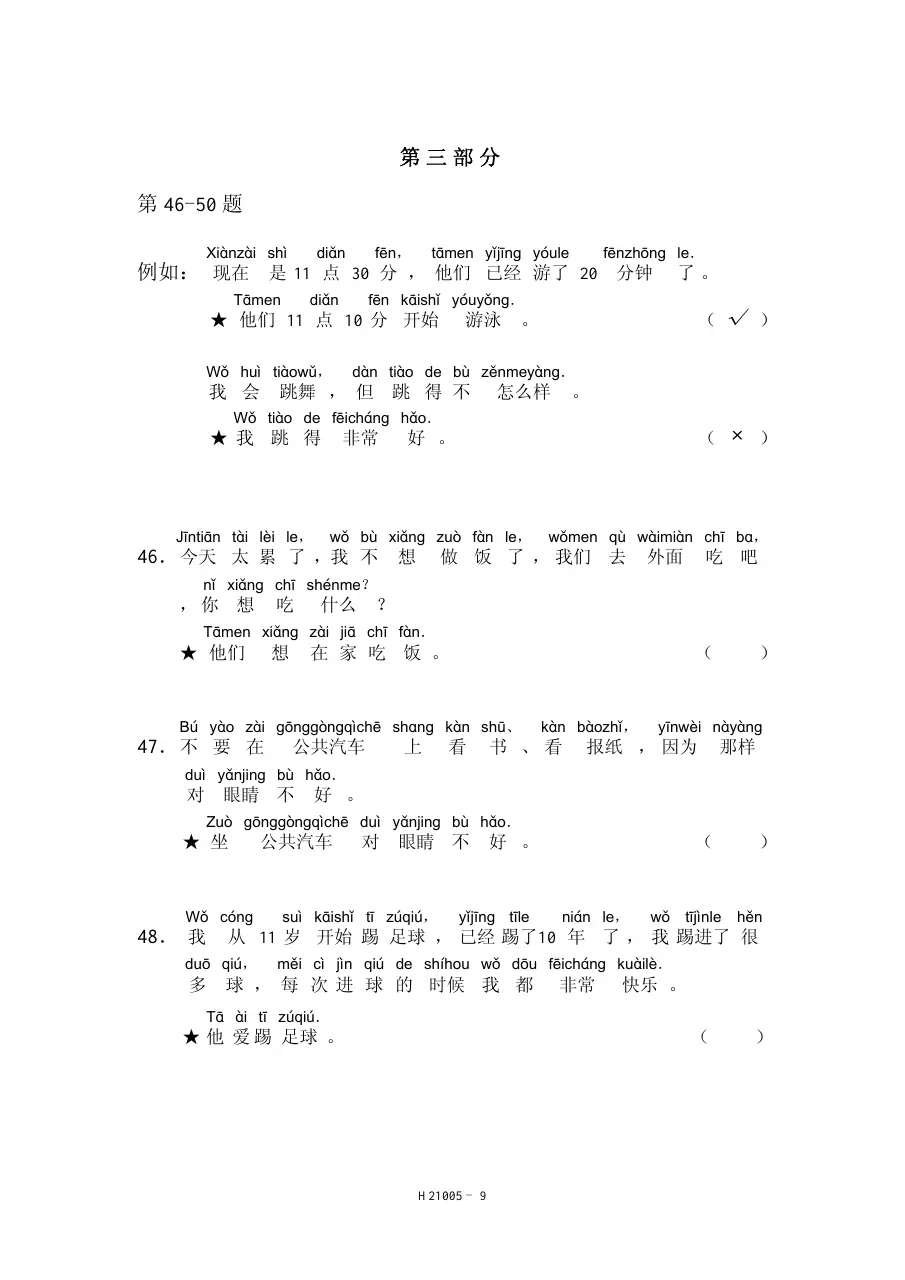 第三部分
第 46-50 题
Xiànzài shì diǎn fēn, tāmen yǐjīng yóule fēnzhōng le.
例如: 现在 是 11 点 30 分, 他们 已经 游了 20 分钟 了。
Tāmen diǎn fēn kāishǐ yóuyǒng.
★ 他们 11 点 10 分 开始 游泳。 ( √ )
Wǒ huì tiàowǔ, dàn tiào de bù zěnmeyàng.
我 会 跳舞, 但 跳 得 不 怎么样。
Wǒ tiào de fēicháng hǎo.
★ 我 跳 得 非常 好。 ( × )
Jīntiān tài lèi le, wǒ bù xiǎng zuò fàn le, wǒmen qù wàimiàn chī ba,
46. 今天 太 累 了,我 不 想 做 饭 了, 我们 去 外面 吃 吧
nǐ xiǎng chī shénme?
, 你 想 吃 什么?
Tāmen xiǎng zài jiā chī fàn.
★ 他们 想 在 家 吃 饭。 ( )
Bú yào zài gōnggòngqìchē shang kàn shū、 kàn bàozhǐ, yīnwèi nàyàng
47. 不 要 在 公共汽车 上 看 书、看 报纸, 因为 那样
duì yǎnjing bù hǎo.
对 眼睛 不 好。
Zuò gōnggòngqìchē duì yǎnjing bù hǎo.
★ 坐 公共汽车 对 眼睛 不 好。 ( )
Wǒ cóng suì kāishǐ tī zúqiú, yǐjīng tīle nián le, wǒ tījìnle hěn
48. 我 从 11 岁 开始 踢 足球, 已经 踢了10 年 了, 我 踢进了 很
duō qiú, měi cì jìn qiú de shíhou wǒ dōu fēicháng kuàilè.
多 球, 每 次 进 球 的 时候 我 都 非常 快乐。
Tā ài tī zúqiú.
★ 他 爱 踢 足球。 ( )
H21005 - 9